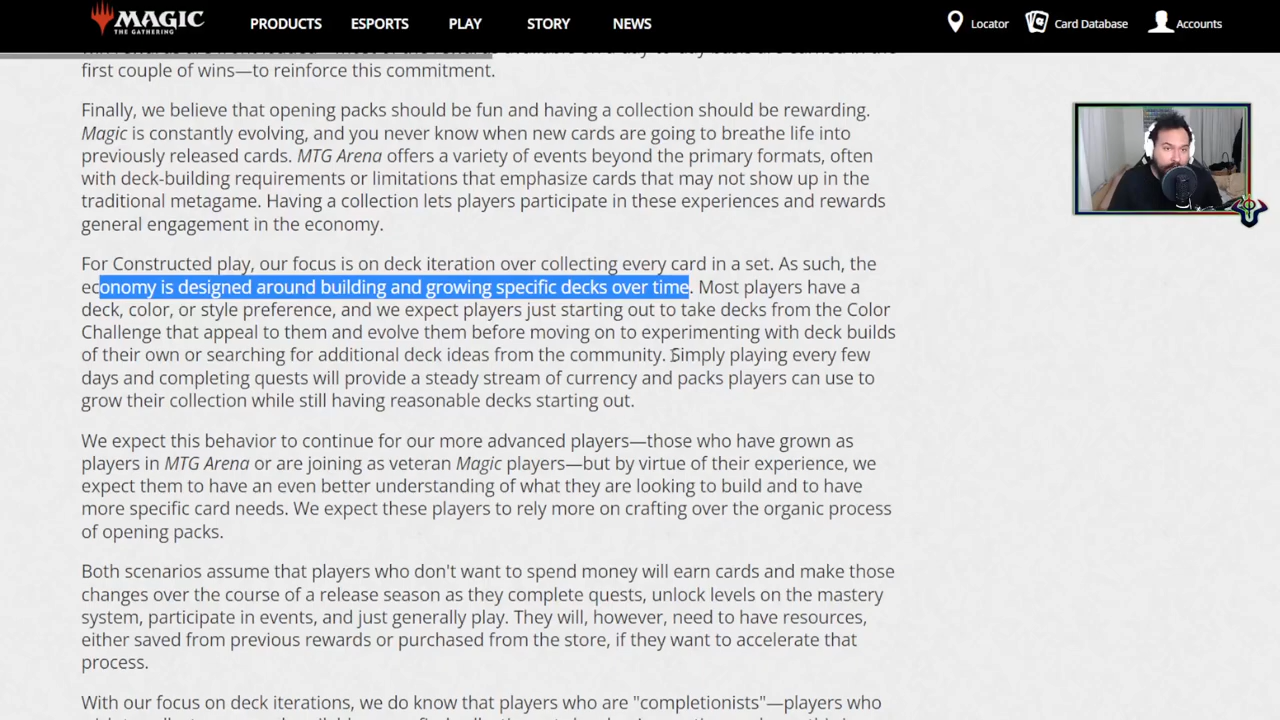 MAGIC
THE GATHERING
PRODUCTS ESPORTS PLAY STORY NEWS
Locator Card Database Accounts
first couple of wins—to reinforce this commitment.
Finally, we believe that opening packs should be fun and having a collection should be rewarding.
Magic is constantly evolving, and you never know when new cards are going to breathe life into
previously released cards. MTG Arena offers a variety of events beyond the primary formats, often
with deck-building requirements or limitations that emphasize cards that may not show up in the
traditional metagame. Having a collection lets players participate in these experiences and rewards
general engagement in the economy.
For Constructed play, our focus is on deck iteration over collecting every card in a set. As such, the
economy is designed around building and growing specific decks over time. Most players have a
deck, color, or style preference, and we expect players just starting out to take decks from the Color
Challenge that appeal to them and evolve them before moving on to experimenting with deck builds
of their own or searching for additional deck ideas from the community. Simply playing every few
days and completing quests will provide a steady stream of currency and packs players can use to
grow their collection while still having reasonable decks starting out.
We expect this behavior to continue for our more advanced players—those who have grown as
players in MTG Arena or are joining as veteran Magic players—but by virtue of their experience, we
expect them to have an even better understanding of what they are looking to build and to have
more specific card needs. We expect these players to rely more on crafting over the organic process
of opening packs.
Both scenarios assume that players who don't want to spend money will earn cards and make those
changes over the course of a release season as they complete quests, unlock levels on the mastery
system, participate in events, and just generally play. They will, however, need to have resources,
either saved from previous rewards or purchased from the store, if they want to accelerate that
process.
With our focus on deck iterations, we do know that players who are "completionists"—players who